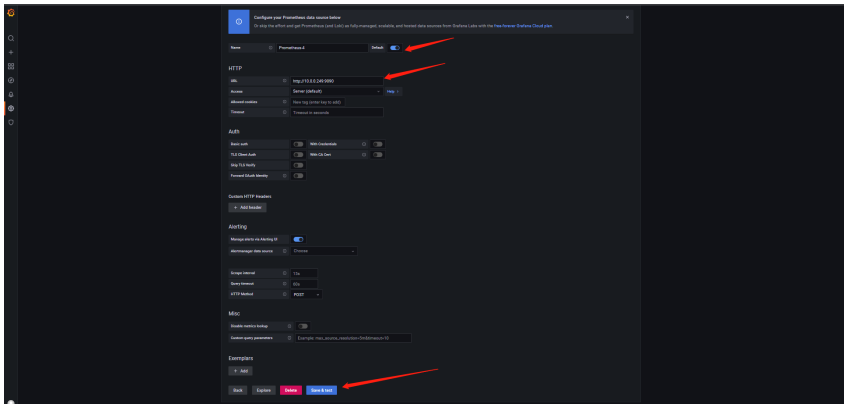 Configure your Prometheus data source below
Or skip the effort and get Prometheus (and Loki) as fully-managed, scalable, and hosted data sources from Grafana Labs with the free-forever Grafana Cloud plan.
Name Prometheus-4 Default
HTTP
URL http://10.0.0.249:9090
Access Server (default) Help
Allowed cookies New tag (enter key to add)
Timeout Timeout in seconds
Auth
Basic auth With Credentials
TLS Client Auth With CA Cert
Skip TLS Verify
Forward OAuth Identity
Custom HTTP Headers
+ Add header
Alerting
Manage alerts via Alerting UI
Alertmanager data source Choose
Scrape interval 15s
Query timeout 60s
HTTP Method POST
Misc
Disable metrics lookup
Custom query parameters Example: max_source_resolution=5m&timeout=10
Exemplars
+ Add
Back Explore Delete Save & test